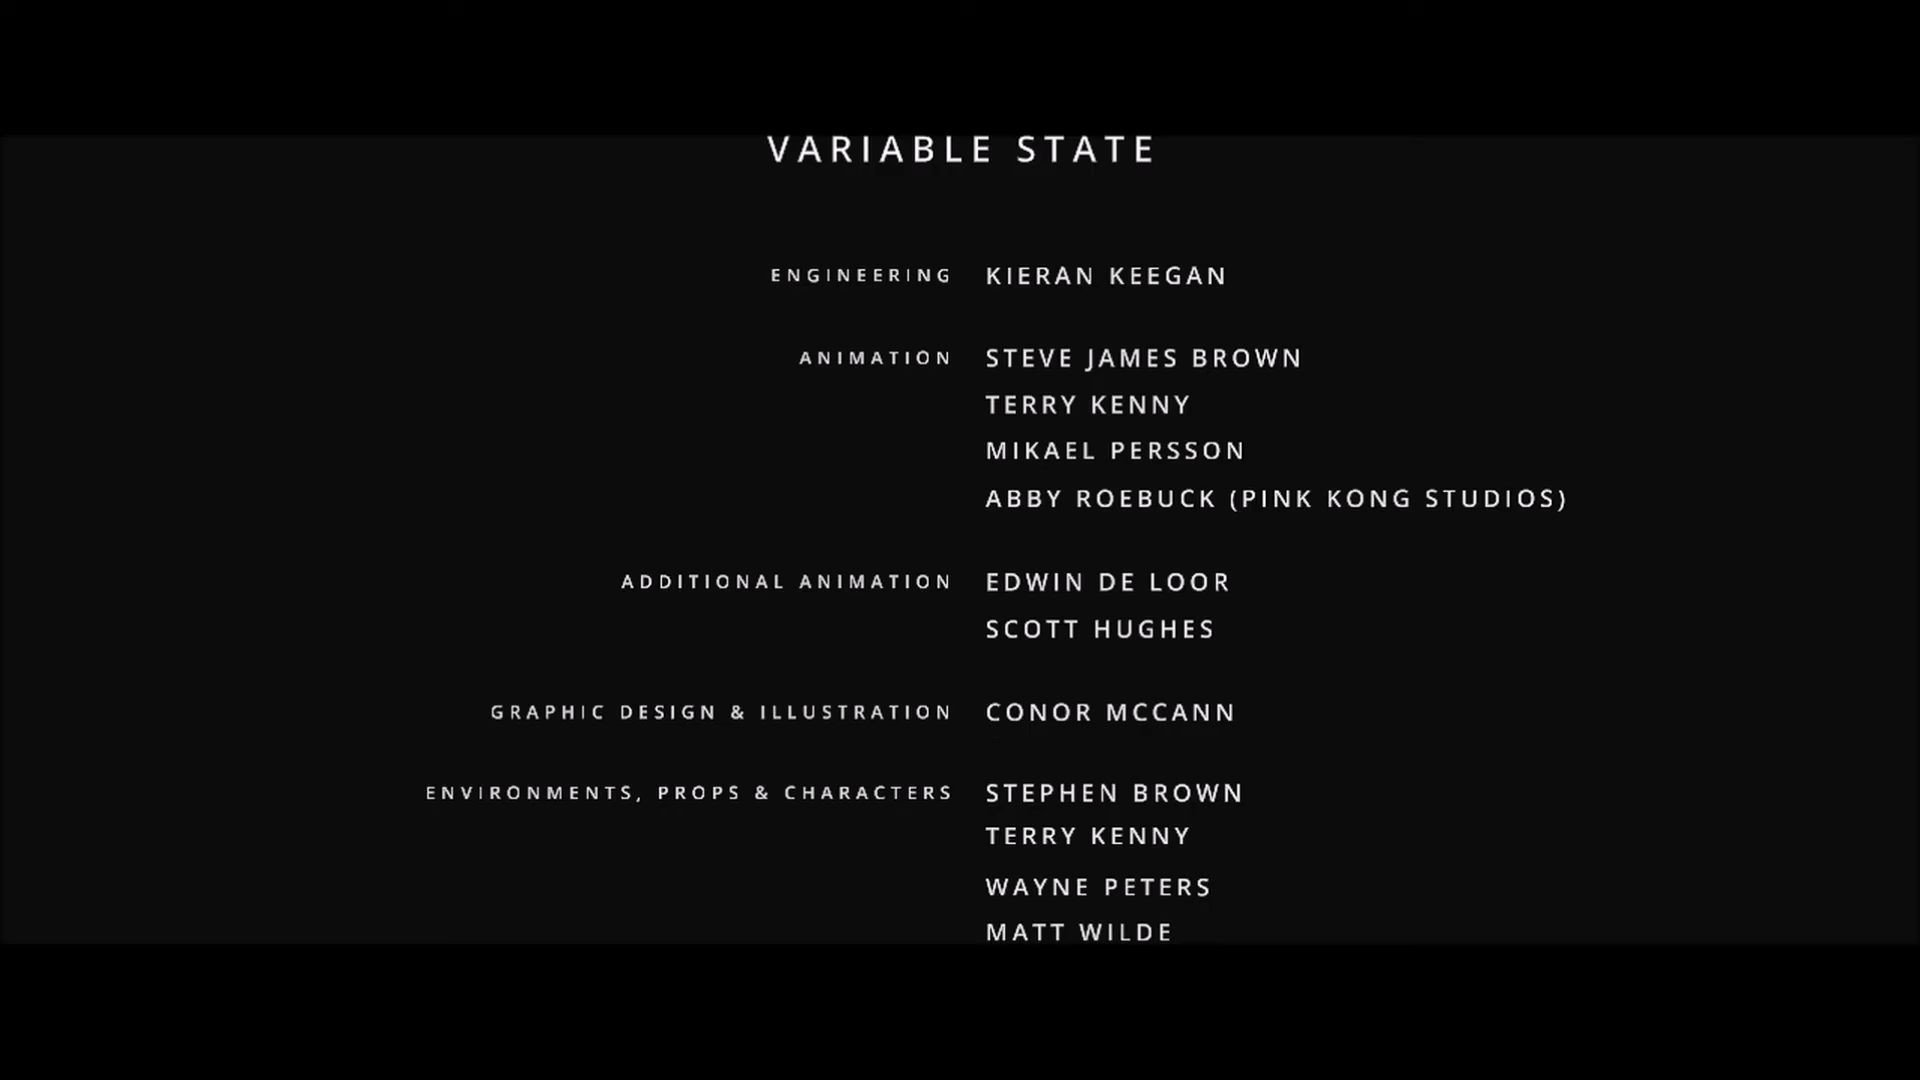 VARIABLE STATE
ENGINEERING KIERAN KEEGAN
ANIMATION STEVE JAMES BROWN
TERRY KENNY
MIKAEL PERSSON
ABBY ROEBUCK (PINK KONG STUDIOS)
ADDITIONAL ANIMATION EDWIN DE LOOR
SCOTT HUGHES
GRAPHIC DESIGN & ILLUSTRATION CONOR MCCANN
ENVIRONMENTS, PROPS & CHARACTERS STEPHEN BROWN
TERRY KENNY
WAYNE PETERS
MATT WILDE